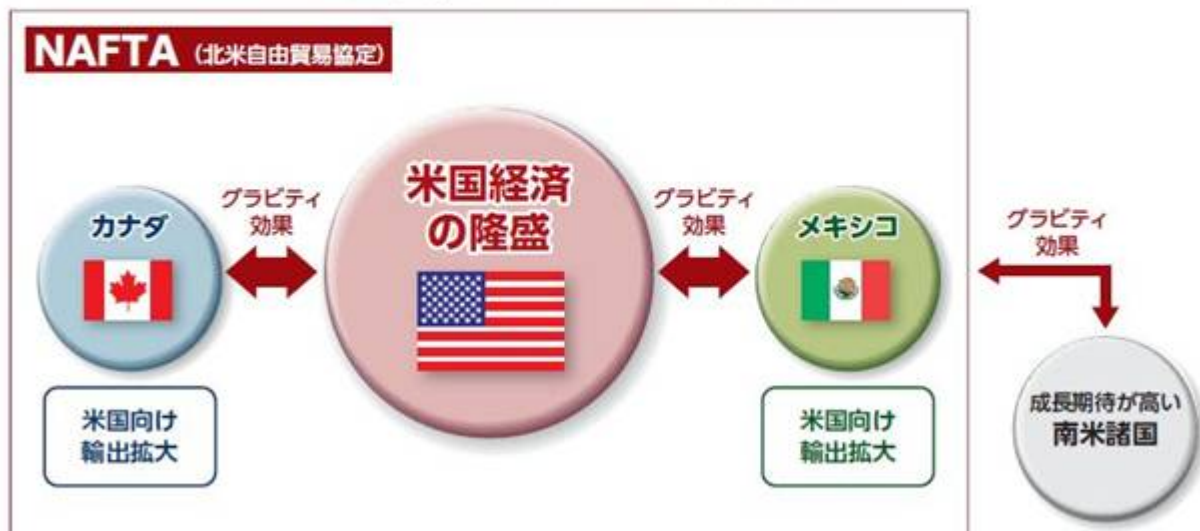 NAFTA (北米自由貿易協定)
カナダ
グラビティ
効果
米国経済
の隆盛
グラビティ
効果
メキシコ
グラビティ
効果
米国向け
輸出拡大
米国向け
輸出拡大
成長期待が高い
南米諸国